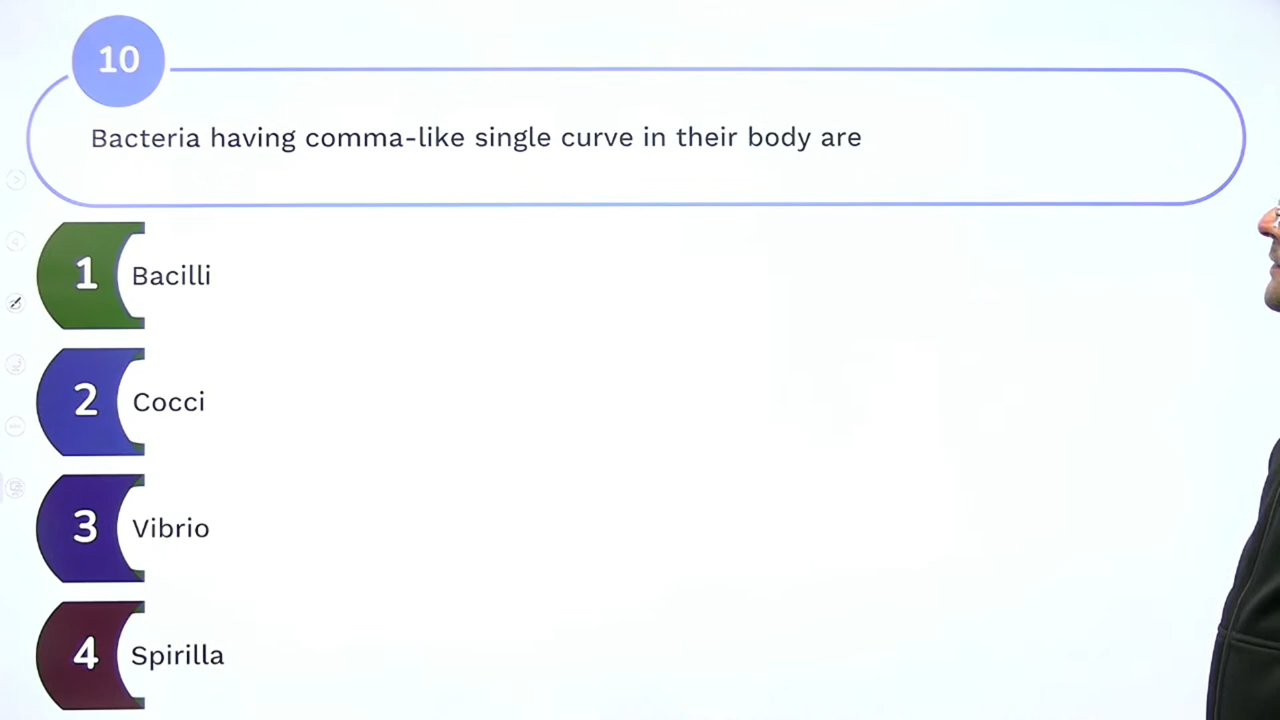 10
Bacteria having comma-like single curve in their body are
1 Bacilli
2 Cocci
3 Vibrio
4 Spirilla